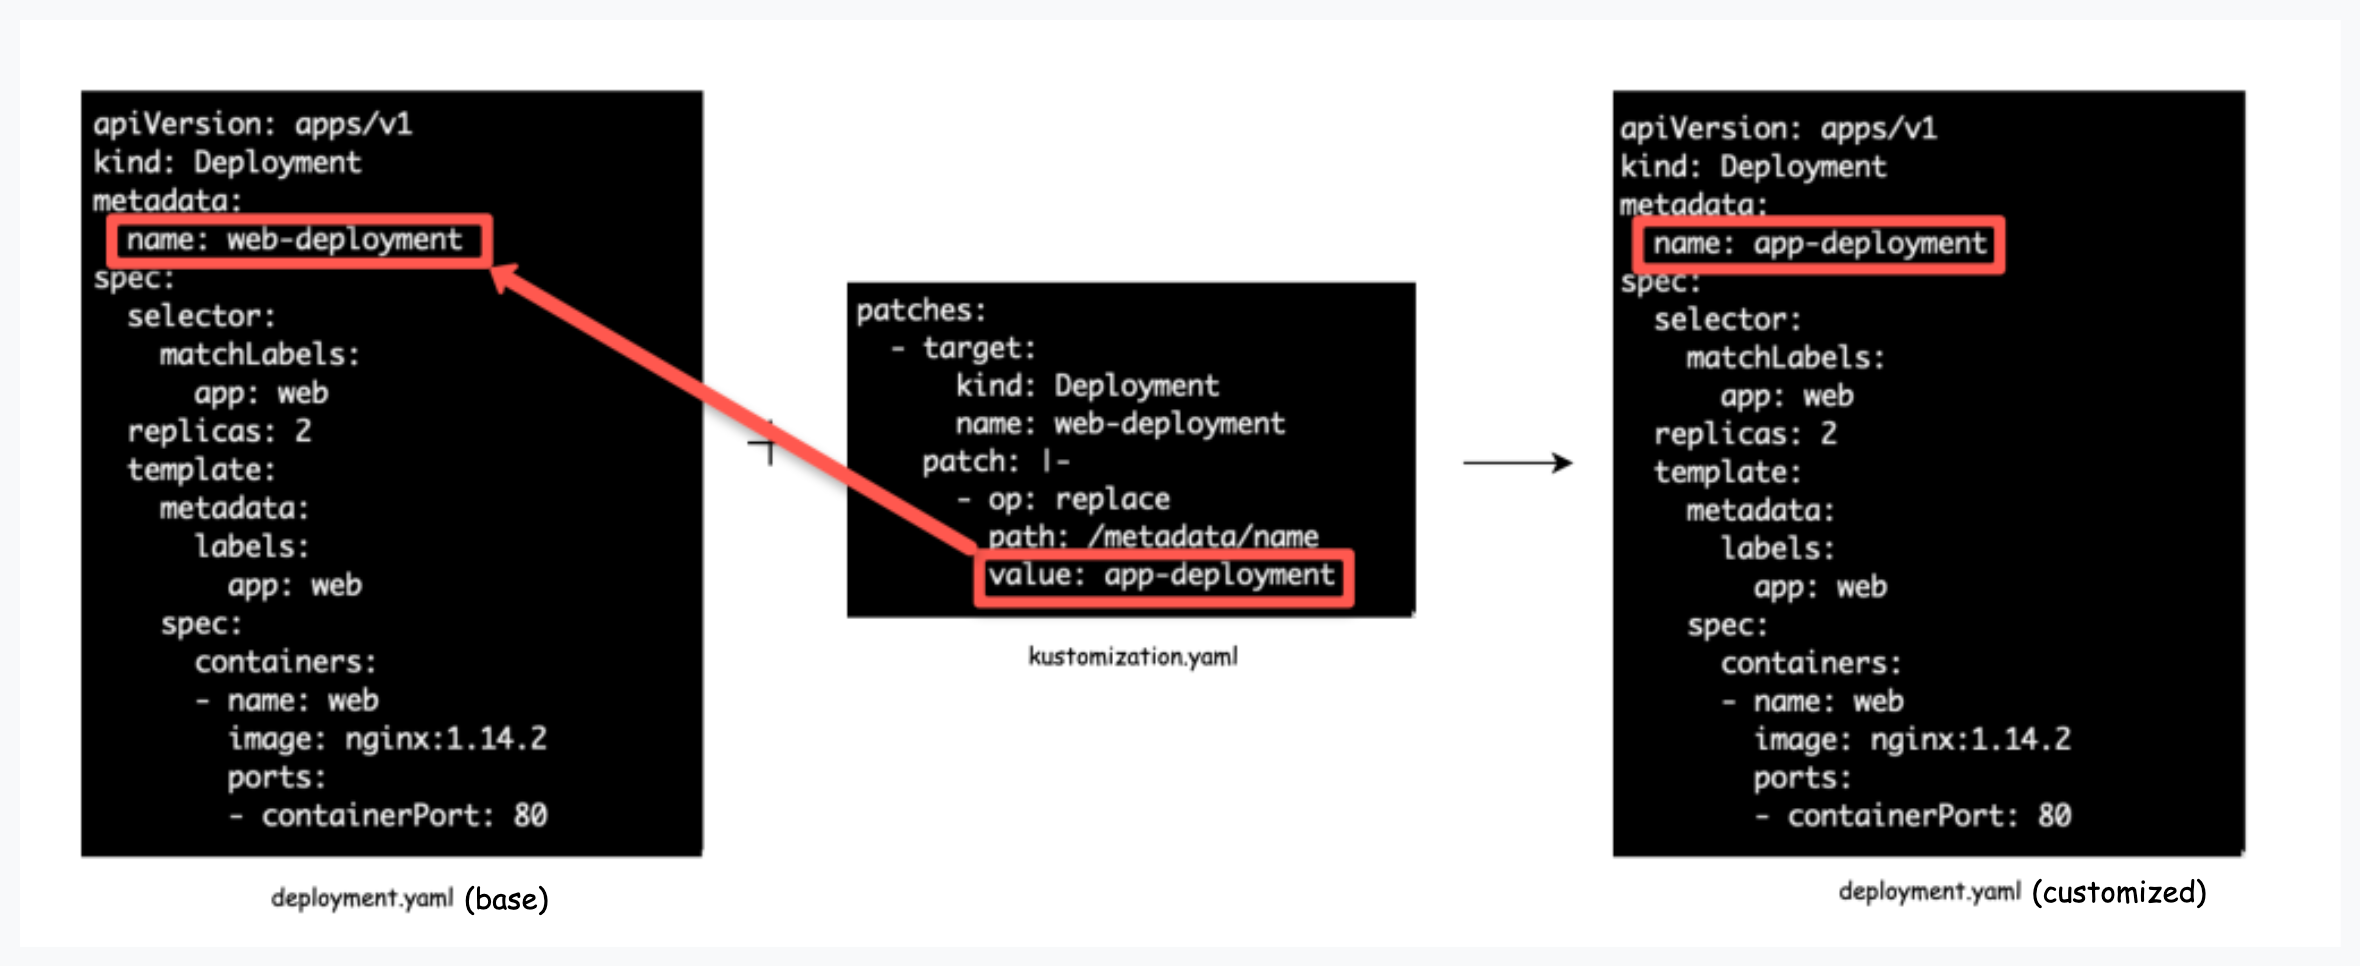 apiVersion: apps/v1
kind: Deployment
metadata:
  name: web-deployment
spec:
  selector:
    matchLabels:
      app: web
  replicas: 2
  template:
    metadata:
      labels:
        app: web
    spec:
      containers:
      - name: web
        image: nginx:1.14.2
        ports:
        - containerPort: 80
deployment.yaml (base)
patches:
  - target:
      kind: Deployment
      name: web-deployment
    patch: |-
      - op: replace
        path: /metadata/name
        value: app-deployment
kustomization.yaml
apiVersion: apps/v1
kind: Deployment
metadata:
  name: app-deployment
spec:
  selector:
    matchLabels:
      app: web
  replicas: 2
  template:
    metadata:
      labels:
        app: web
    spec:
      containers:
      - name: web
        image: nginx:1.14.2
        ports:
        - containerPort: 80
deployment.yaml (customized)